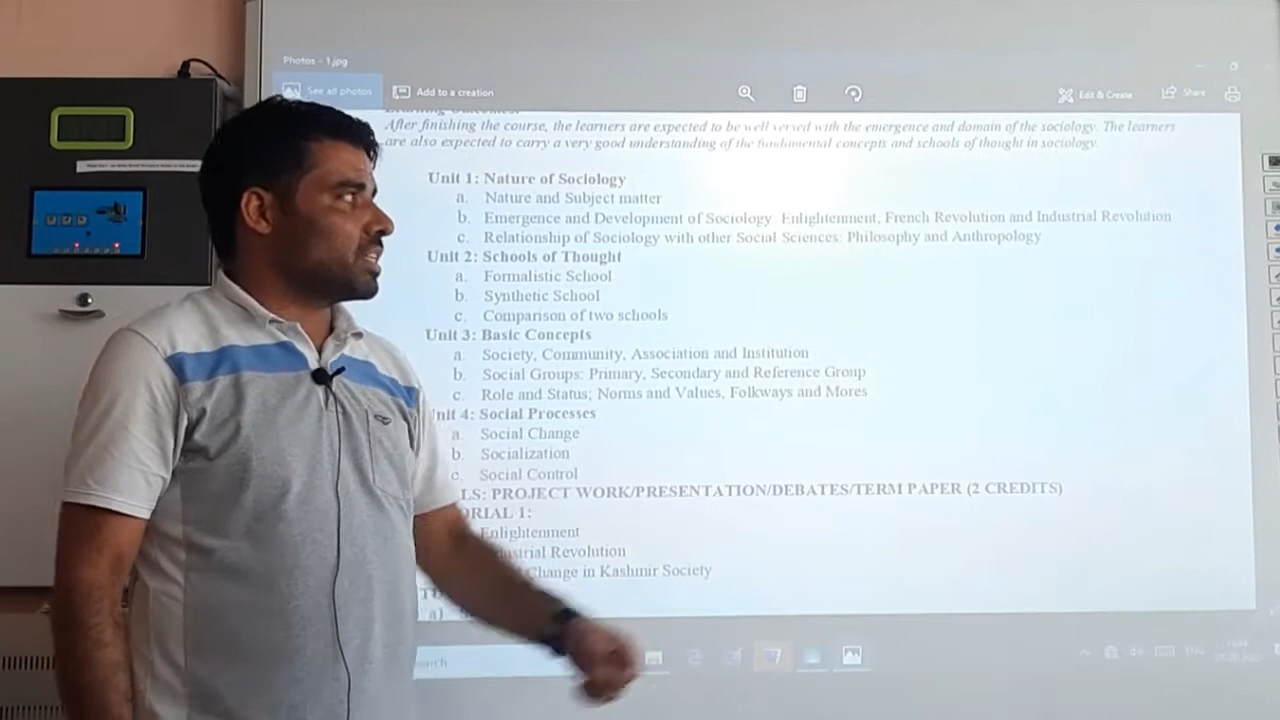 Photos - 1.jpg
See all photos
Add to a creation
Edit & Create
Share
Learning Outcomes:
After finishing the course, the learners are expected to be well versed with the emergence and domain of the sociology. The learners
are also expected to carry a very good understanding of the fundamental concepts and schools of thought in sociology.
Unit 1: Nature of Sociology
a. Nature and Subject matter
b. Emergence and Development of Sociology: Enlightenment, French Revolution and Industrial Revolution
c. Relationship of Sociology with other Social Sciences: Philosophy and Anthropology
Unit 2: Schools of Thought
a. Formalistic School
b. Synthetic School
c. Comparison of two schools
Unit 3: Basic Concepts
a. Society, Community, Association and Institution
b. Social Groups: Primary, Secondary and Reference Group
c. Role and Status; Norms and Values, Folkways and Mores
nit 4: Social Processes
a. Social Change
b. Socialization
c. Social Control
LS: PROJECT WORK/PRESENTATION/DEBATES/TERM PAPER (2 CREDITS)
ORIAL 1:
Enlightenment
ustrial Revolution
Change in Kashmir Society
a)
earch
ENG